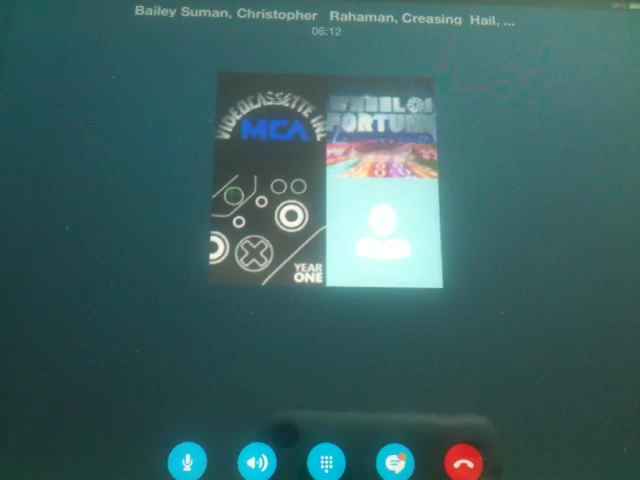 Bailey Suman, Christopher Rahaman, Creasing Hail, ...
06:12
VIDEOCASSETTE INC
MCA
WHEEL OF
FORTUNE
YEAR
ONE